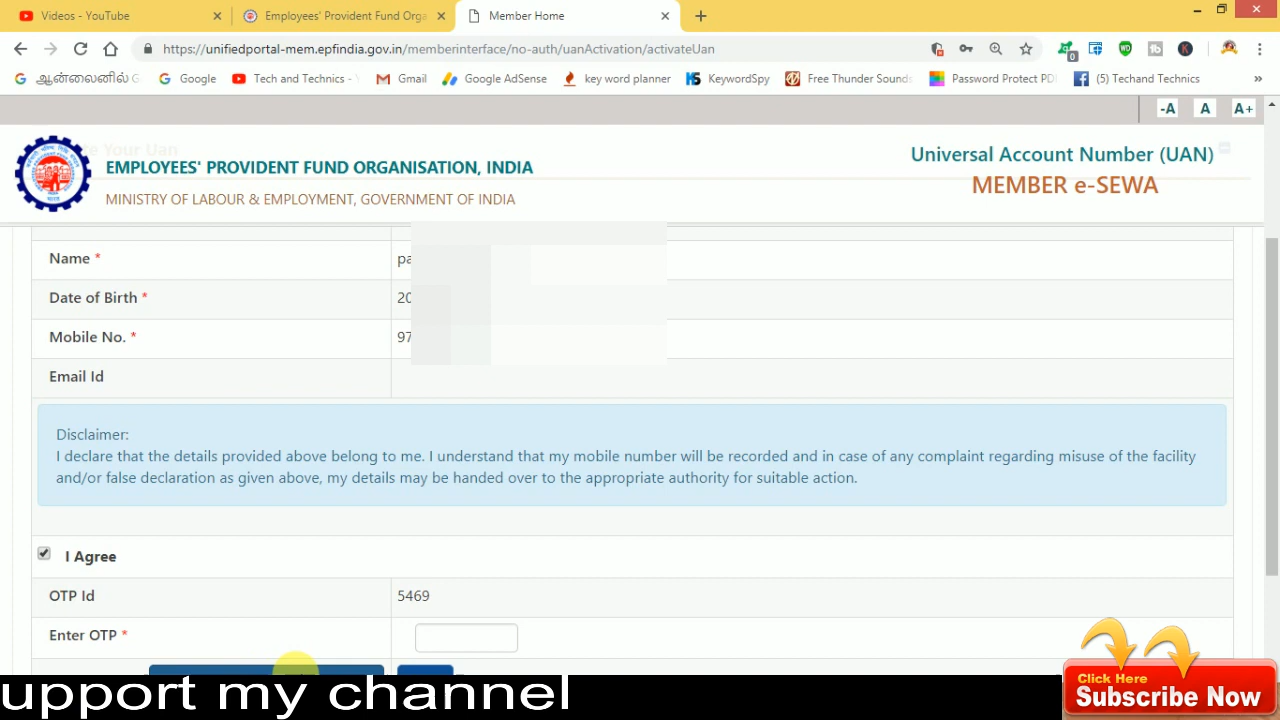 Videos - YouTube
Employees' Provident Fund Orga
Member Home
https://unifiedportal-mem.epfindia.gov.in/memberinterface/no-auth/uanActivation/activateUan
0
WD
K
ஆன்லைனில் G
Google
Tech and Technics -
Gmail
Google AdSense
key word planner
KeywordSpy
Free Thunder Sound
Password Protect PD
(5) Techand Technics
-A
A
A+
te Your Uan
EMPLOYEES' PROVIDENT FUND ORGANISATION, INDIA
MINISTRY OF LABOUR & EMPLOYMENT, GOVERNMENT OF INDIA
Universal Account Number (UAN)
MEMBER e-SEWA
Name *
pa
Date of Birth *
20
Mobile No. *
97
Email Id
Disclaimer:
I declare that the details provided above belong to me. I understand that my mobile number will be recorded and in case of any complaint regarding misuse of the facility
and/or false declaration as given above, my details may be handed over to the appropriate authority for suitable action.
I Agree
OTP Id
5469
Enter OTP *
upport my channel
Click Here
Subscribe Now